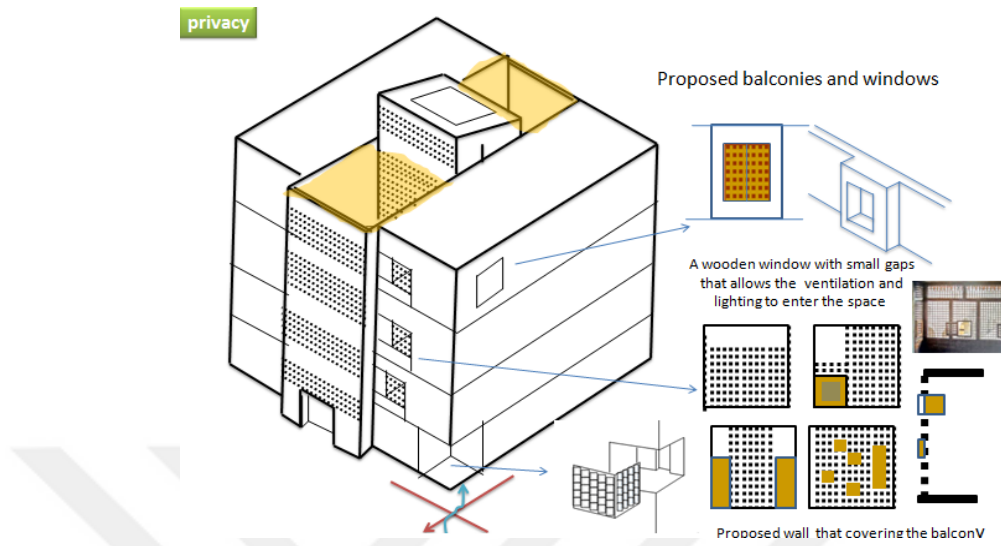 privacy
Proposed balconies and windows
A wooden window with small gaps
that allows the ventilation and
lighting to enter the space
Proposed wall that covering the balconV